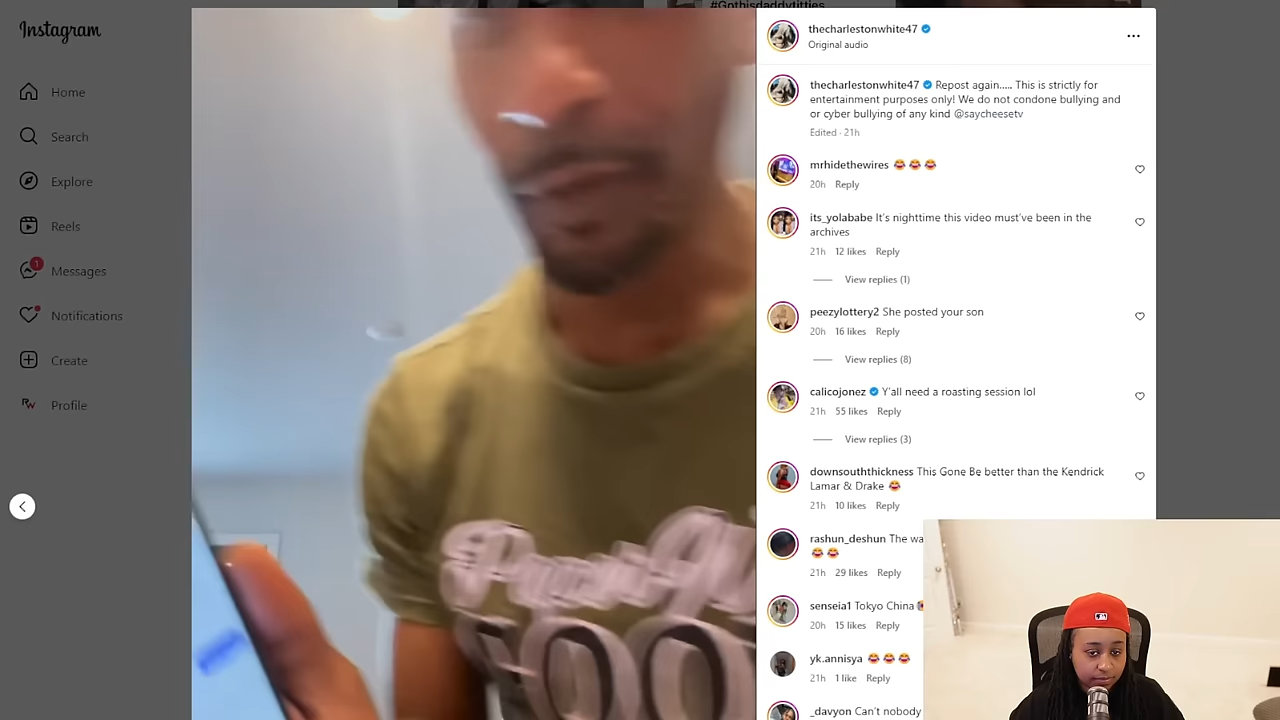 #Gothisdaddytitties
Instagram
Home
Search
Explore
Reels
1
Messages
Notifications
Create
Profile
thecharlestonwhite47
Original audio
thecharlestonwhite47 Repost again..... This is strictly for
entertainment purposes only! We do not condone bullying and
or cyber bullying of any kind @saycheesetv
Edited · 21h
mrhidethewires 😂😂😂
20h Reply
its_yolababe It's nighttime this video must've been in the
archives
21h 12 likes Reply
View replies (1)
peezylottery2 She posted your son
20h 16 likes Reply
View replies (8)
calicojonez Y'all need a roasting session lol
21h 55 likes Reply
View replies (3)
downsouththickness This Gone Be better than the Kendrick
Lamar & Drake 😂
21h 10 likes Reply
rashun_deshun The wa
😂😂
21h 29 likes Reply
senseia1 Tokyo China
20h 15 likes Reply
yk.annisya 😂😂😂
21h 1 like Reply
_davyon Can't nobody